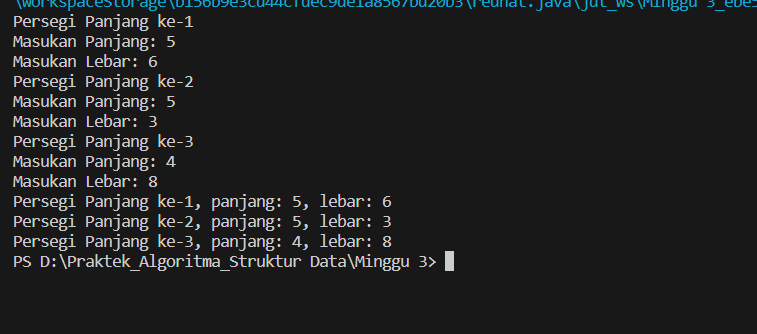 Persegi Panjang ke-1
Masukan Panjang: 5
Masukan Lebar: 6
Persegi Panjang ke-2
Masukan Panjang: 5
Masukan Lebar: 3
Persegi Panjang ke-3
Masukan Panjang: 4
Masukan Lebar: 8
Persegi Panjang ke-1, panjang: 5, lebar: 6
Persegi Panjang ke-2, panjang: 5, lebar: 3
Persegi Panjang ke-3, panjang: 4, lebar: 8
PS D:\Praktek_Algoritma_Struktur Data\Minggu 3>